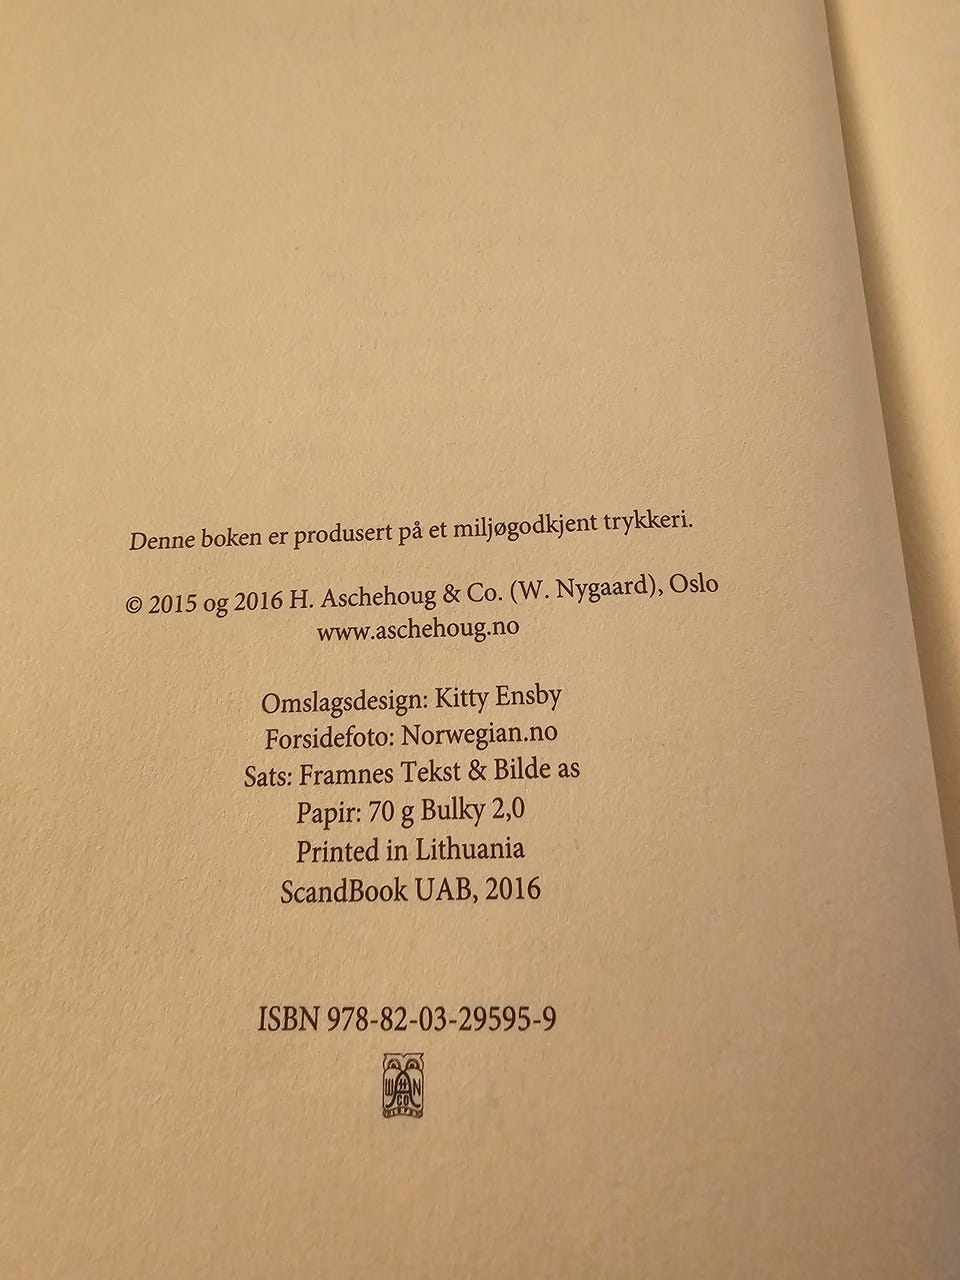 Denne boken er produsert på et miljøgodkjent trykkeri.
© 2015 og 2016 H. Aschehoug & Co. (W. Nygaard), Oslo
www.aschehoug.no
Omslagsdesign: Kitty Ensby
Forsidefoto: Norwegian.no
Sats: Framnes Tekst & Bilde as
Papir: 70 g Bulky 2,0
Printed in Lithuania
ScandBook UAB, 2016
ISBN 978-82-03-29595-9